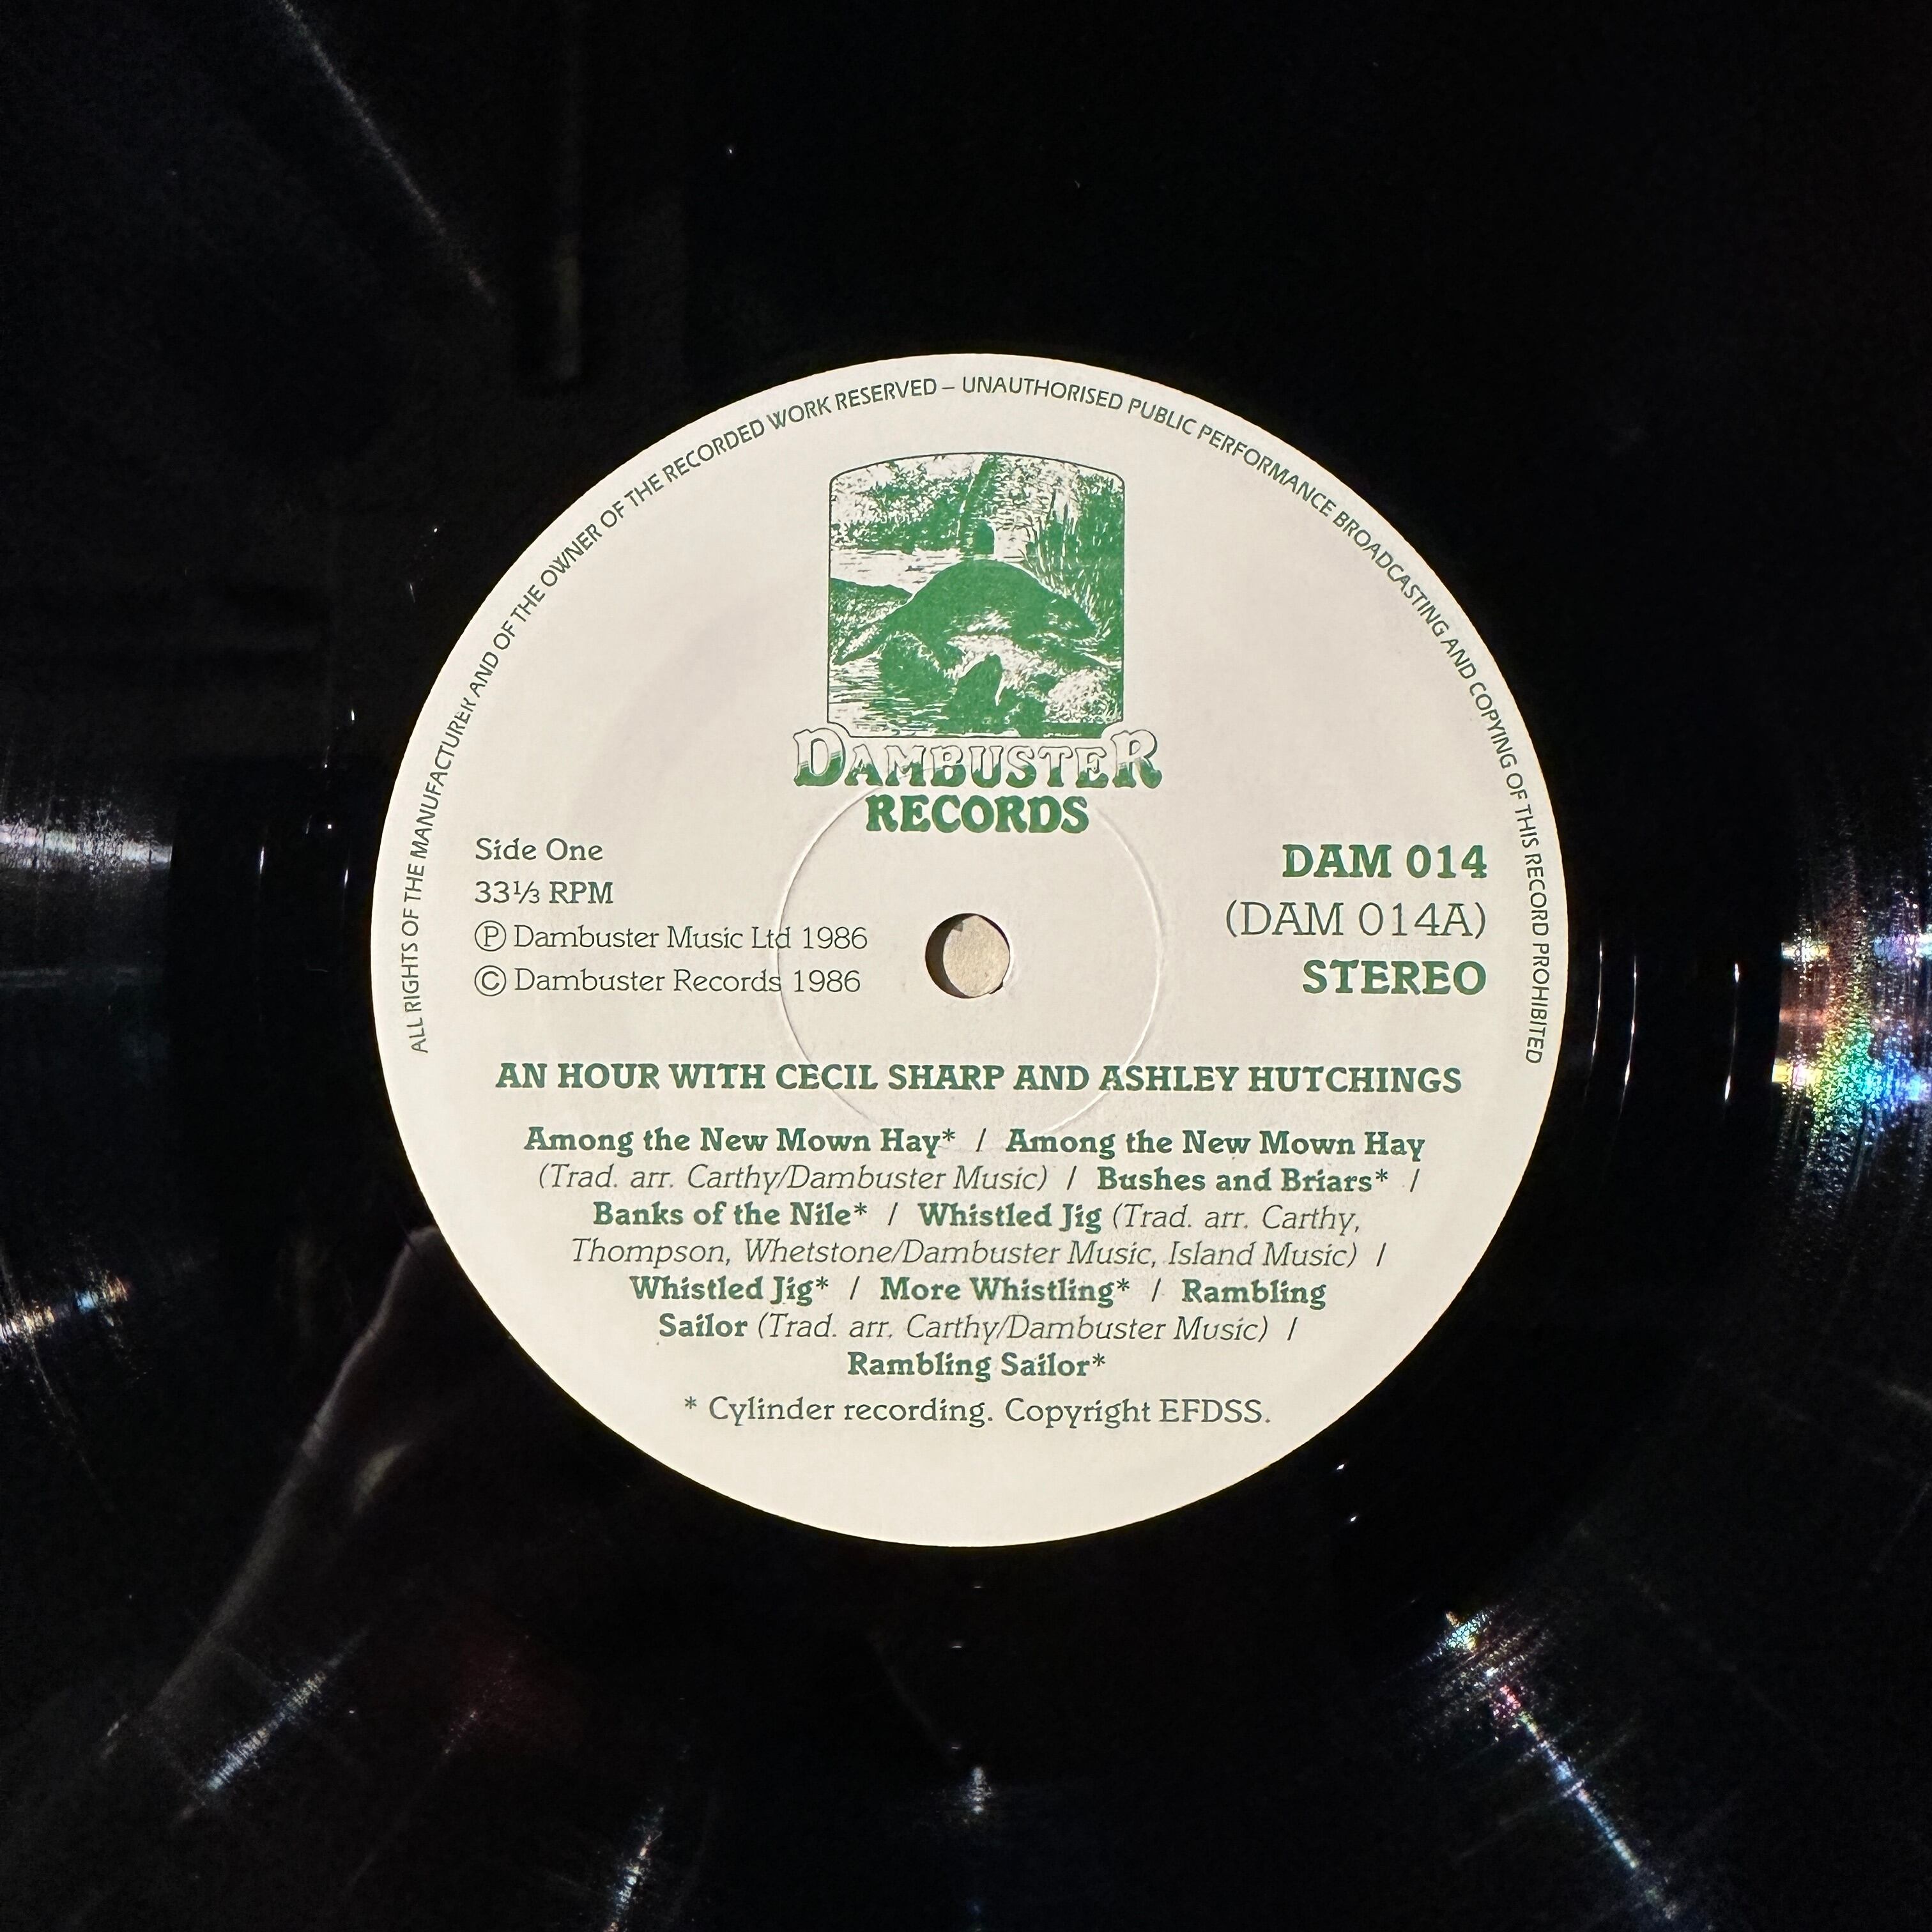 ALL RIGHTS OF THE MANUFACTURER AND OF THE OWNER OF THE RECORDED WORK RESERVED – UNAUTHORISED PUBLIC PERFORMANCE BROADCASTING AND COPYING OF THIS RECORD PROHIBITED
DAMBUSTER
RECORDS
Side One
33⅓ RPM
Ⓟ Dambuster Music Ltd 1986
© Dambuster Records 1986
DAM 014
(DAM 014A)
STEREO
AN HOUR WITH CECIL SHARP AND ASHLEY HUTCHINGS
Among the New Mown Hay* / Among the New Mown Hay
(Trad. arr. Carthy/Dambuster Music) / Bushes and Briars* /
Banks of the Nile* / Whistled Jig (Trad. arr. Carthy,
Thompson, Whetstone/Dambuster Music, Island Music) /
Whistled Jig* / More Whistling* / Rambling
Sailor (Trad. arr. Carthy/Dambuster Music) /
Rambling Sailor*
* Cylinder recording. Copyright EFDSS.